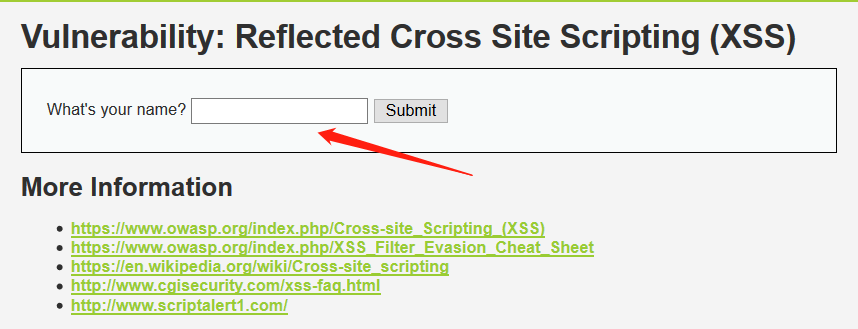 Vulnerability: Reflected Cross Site Scripting (XSS)
What's your name? Submit
More Information
https://www.owasp.org/index.php/Cross-site_Scripting_(XSS)
https://www.owasp.org/index.php/XSS_Filter_Evasion_Cheat_Sheet
https://en.wikipedia.org/wiki/Cross-site_scripting
http://www.cgisecurity.com/xss-faq.html
http://www.scriptalert1.com/